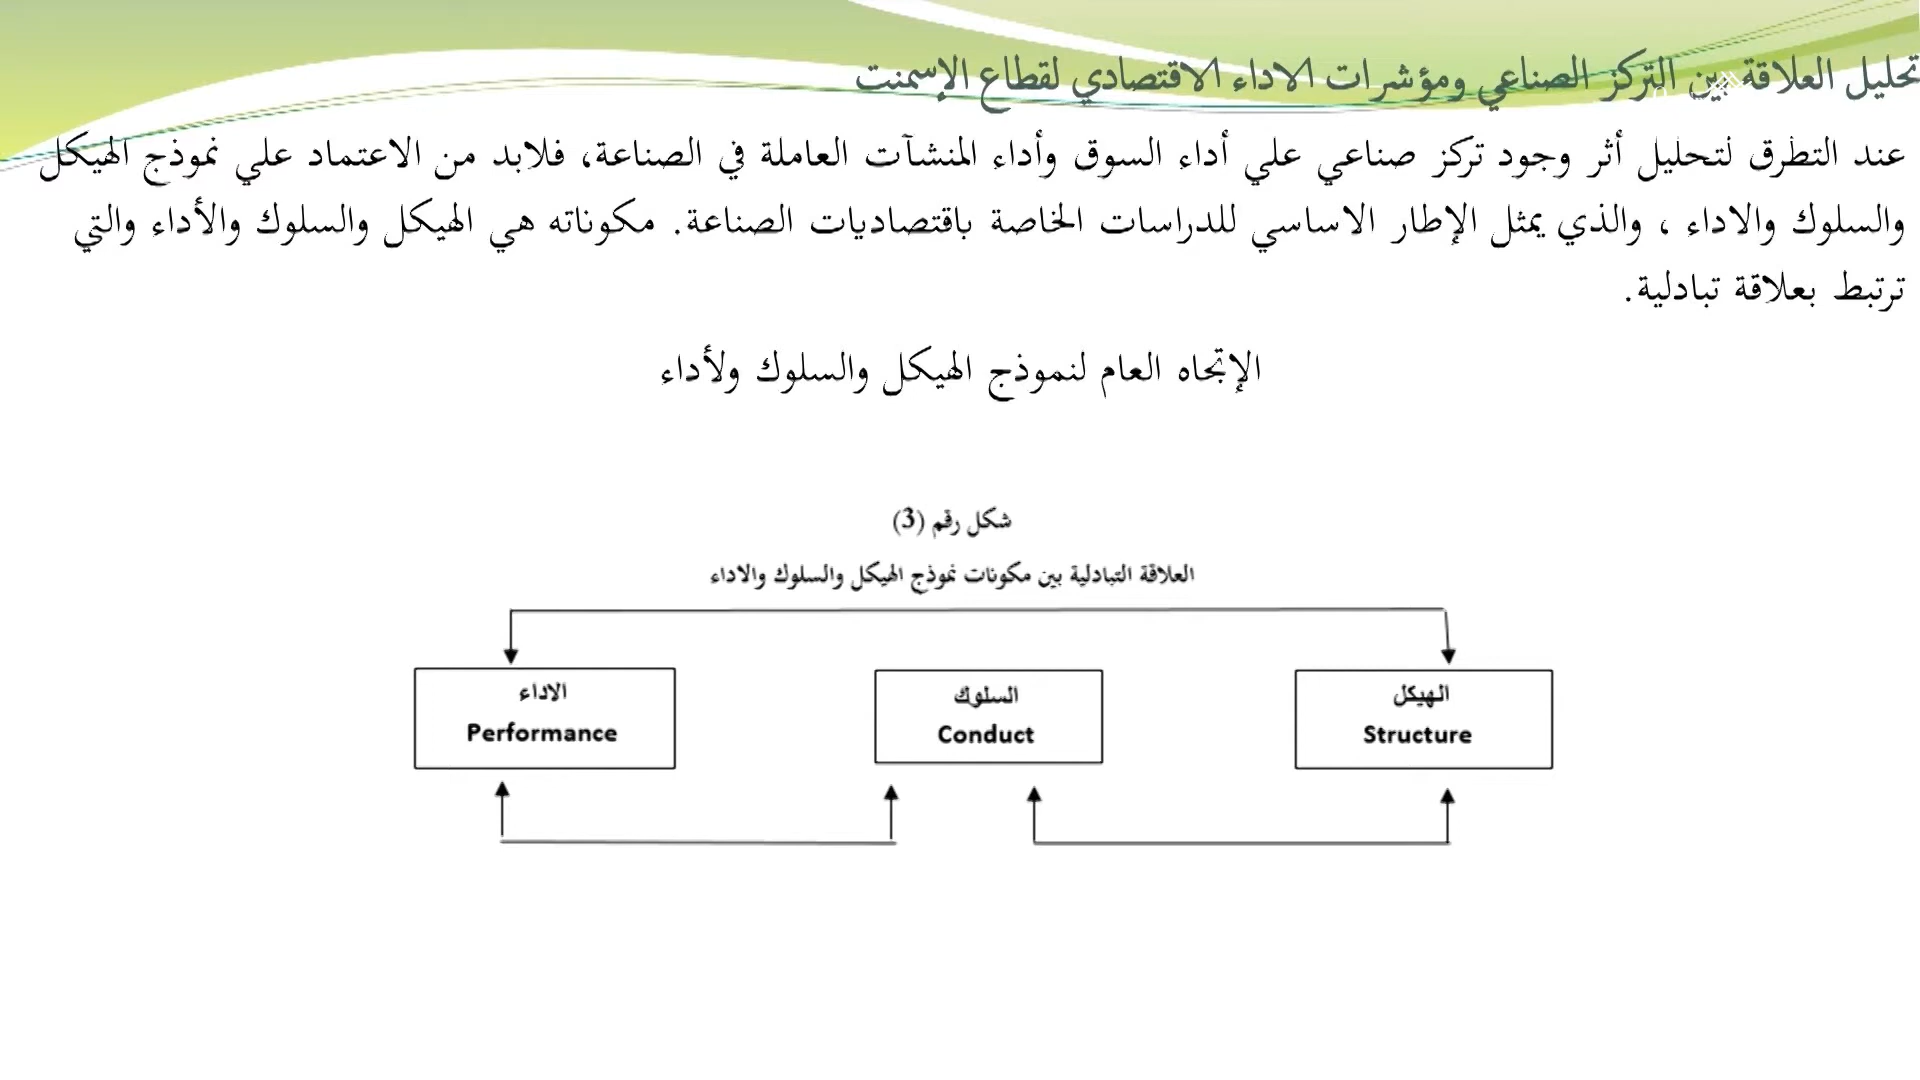 تحليل العلاقة بين التركز الصناعي ومؤشرات الاداء الاقتصادي لقطاع الإسمنت
عند التطرق لتحليل أثر وجود تركز صناعي علي أداء السوق وأداء المنشآت العاملة في الصناعة، فلابد من الاعتماد علي نموذج الهيكل
والسلوك والاداء ، والذي يمثل الإطار الاساسي للدراسات الخاصة باقتصاديات الصناعة. مكوناته هي الهيكل والسلوك والأداء والتي
ترتبط بعلاقة تبادلية.
الإتجاه العام لنموذج الهيكل والسلوك ولأداء
شكل رقم (3)
العلاقة التبادلية بين مكونات نموذج الهيكل والسلوك والاداء
الهيكل
Structure
السلوك
Conduct
الاداء
Performance